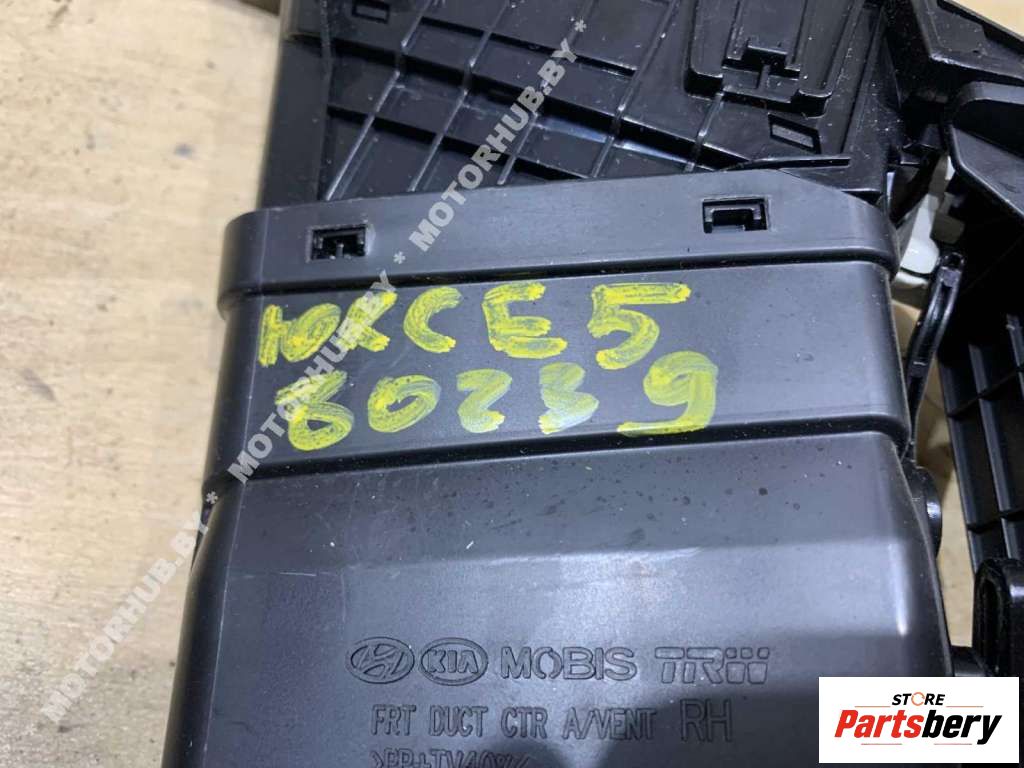 ЮХСЕ5
80239
MOTORHUB.BY * MOTORHUB.BY * MOTORHUB.BY * MOTORHUB.BY
KIA MOBIS TRW
FRT DUCT CTR A/VENT RH
STORE
Partsbery